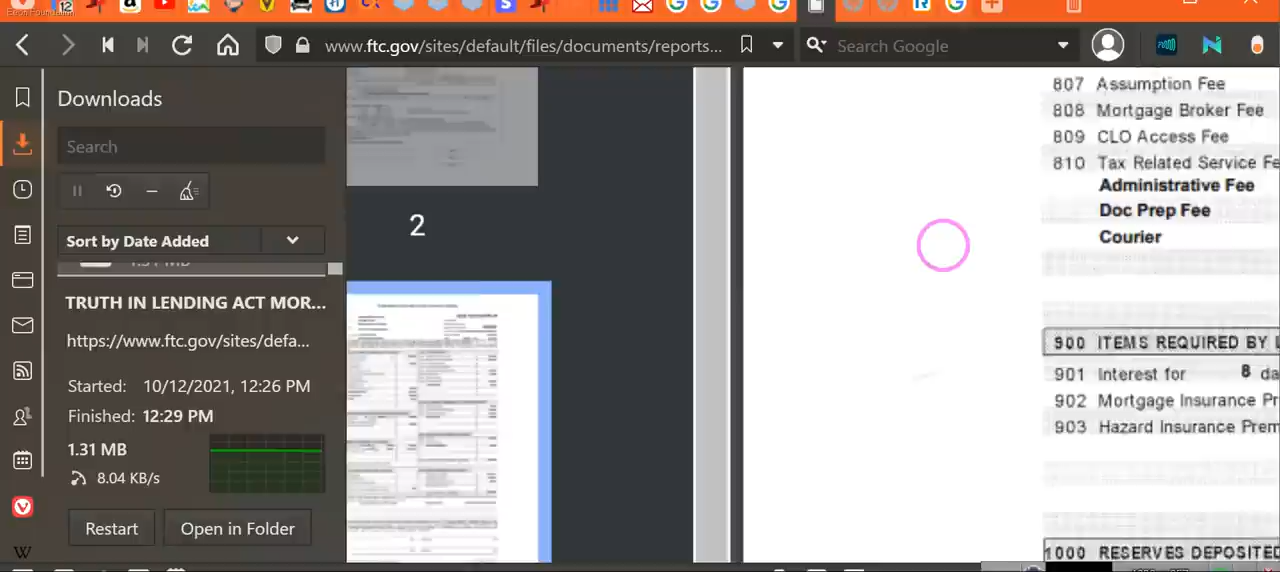 12
www.ftc.gov/sites/default/files/documents/reports...
Search Google
Downloads
Search
Sort by Date Added
1.31 MB
TRUTH IN LENDING ACT MOR...
https://www.ftc.gov/sites/defa...
Started: 10/12/2021, 12:26 PM
Finished: 12:29 PM
1.31 MB
8.04 KB/s
Restart
Open in Folder
2
807 Assumption Fee
808 Mortgage Broker Fee
809 CLO Access Fee
810 Tax Related Service Fe
Administrative Fee
Doc Prep Fee
Courier
900 ITEMS REQUIRED BY L
901 Interest for 8 da
902 Mortgage Insurance Pr
903 Hazard Insurance Prem
1000 RESERVES DEPOSITED